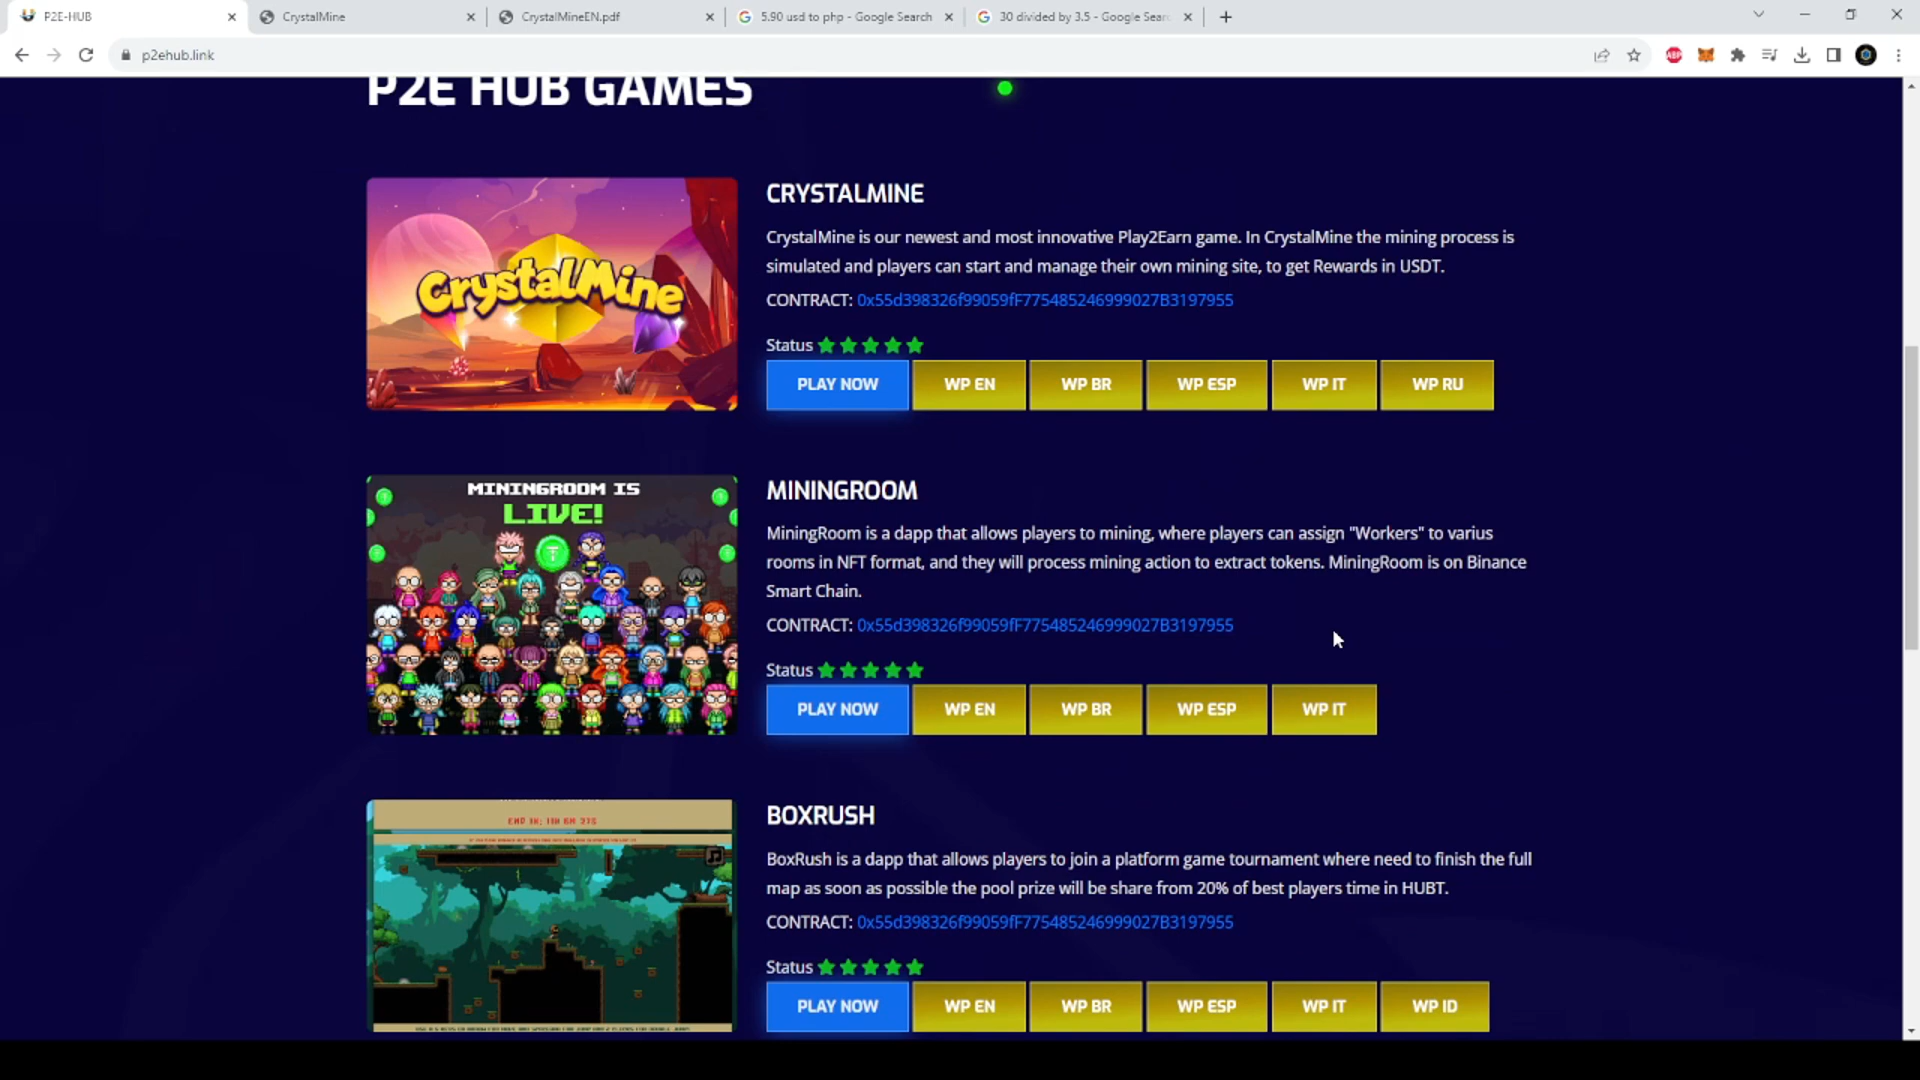 P2E-HUB
CrystalMine
CrystalMineEN.pdf
5.90 usd to php - Google Search
30 divided by 3.5 - Google Sear
p2ehub.link
ABP
P2E HUB GAMES
CrystalMine
CRYSTALMINE
CrystalMine is our newest and most innovative Play2Earn game. In CrystalMine the mining process is
simulated and players can start and manage their own mining site, to get Rewards in USDT.
CONTRACT: 0x55d398326f99059fF775485246999027B3197955
Status
PLAY NOW WP EN WP BR WP ESP WP IT WP RU
MININGROOM IS
LIVE!
MININGROOM
MiningRoom is a dapp that allows players to mining, where players can assign "Workers" to varius
rooms in NFT format, and they will process mining action to extract tokens. MiningRoom is on Binance
Smart Chain.
CONTRACT: 0x55d398326f99059fF775485246999027B3197955
Status
PLAY NOW WP EN WP BR WP ESP WP IT
BOXRUSH
BoxRush is a dapp that allows players to join a platform game tournament where need to finish the full
map as soon as possible the pool prize will be share from 20% of best players time in HUBT.
CONTRACT: 0x55d398326f99059fF775485246999027B3197955
Status
PLAY NOW WP EN WP BR WP ESP WP IT WP ID